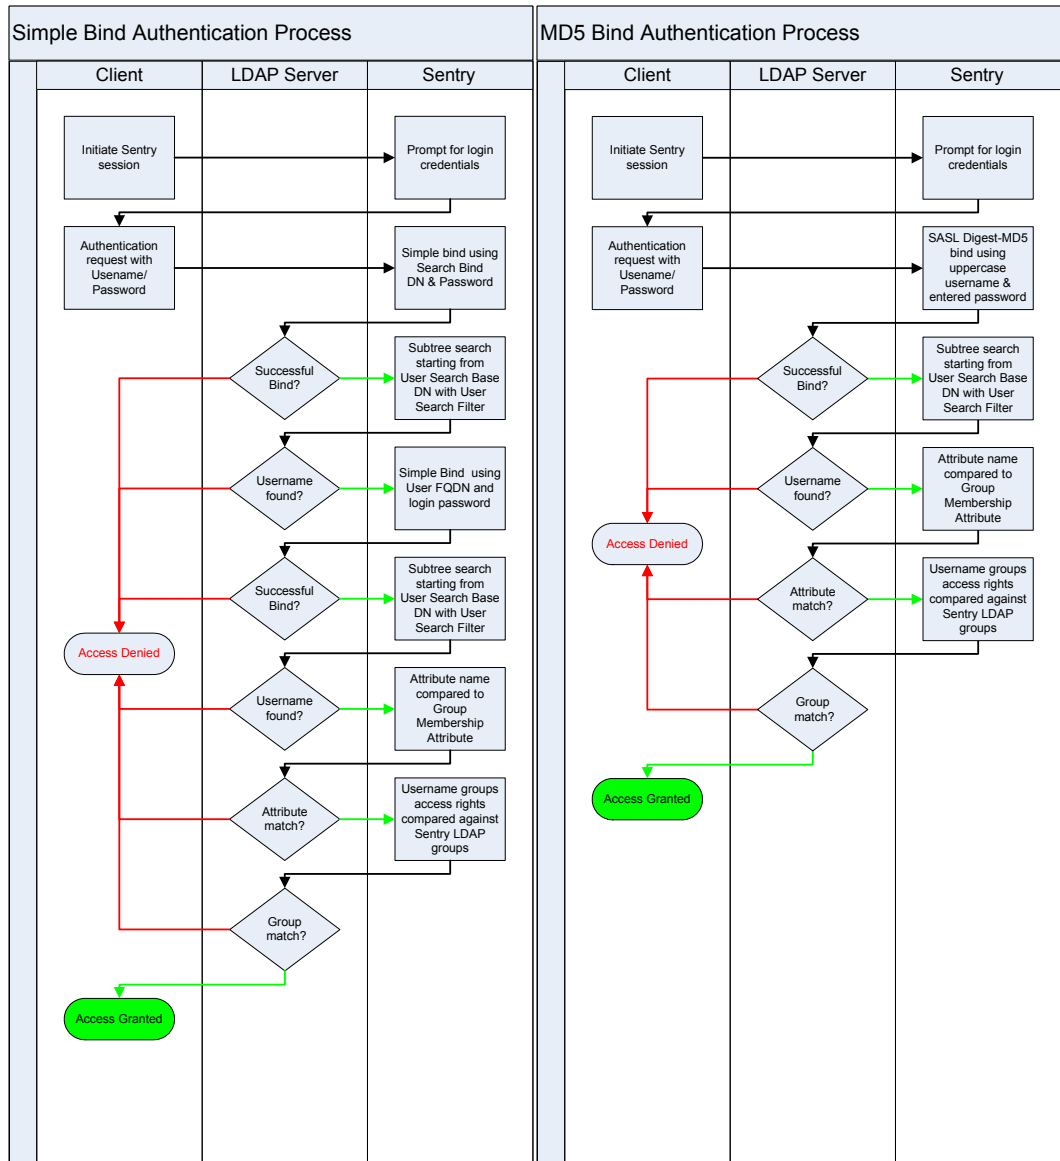 Simple Bind Authentication Process
Client
LDAP Server
Sentry
Initiate Sentry
session
Prompt for login
credentials
Authentication
request with
Usename/
Password
Simple bind using
Search Bind
DN & Password
Successful
Bind?
Subtree search
starting from
User Search Base
DN with User
Search Filter
Username
found?
Simple Bind  using
User FQDN and
login password
Successful
Bind?
Subtree search
starting from
User Search Base
DN with User
Search Filter
Access Denied
Username
found?
Attribute name
compared to
Group
Membership
Attribute
Attribute
match?
Username groups
access rights
compared against
Sentry LDAP
groups
Group
match?
Access Granted
MD5 Bind Authentication Process
Client
LDAP Server
Sentry
Initiate Sentry
session
Prompt for login
credentials
Authentication
request with
Usename/
Password
SASL Digest-MD5
bind using
uppercase
username &
entered password
Successful
Bind?
Subtree search
starting from
User Search Base
DN with User
Search Filter
Username
found?
Attribute name
compared to
Group
Membership
Attribute
Access Denied
Attribute
match?
Username groups
access rights
compared against
Sentry LDAP
groups
Group
match?
Access Granted